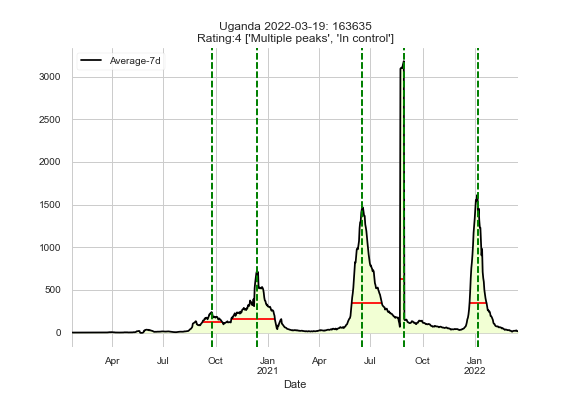 Uganda 2022-03-19: 163635
Rating:4 ['Multiple peaks', 'In control']
Average-7d
3000
2500
2000
1500
1000
500
0
Apr Jul Oct Jan Apr Jul Oct Jan
2021 2022
Date